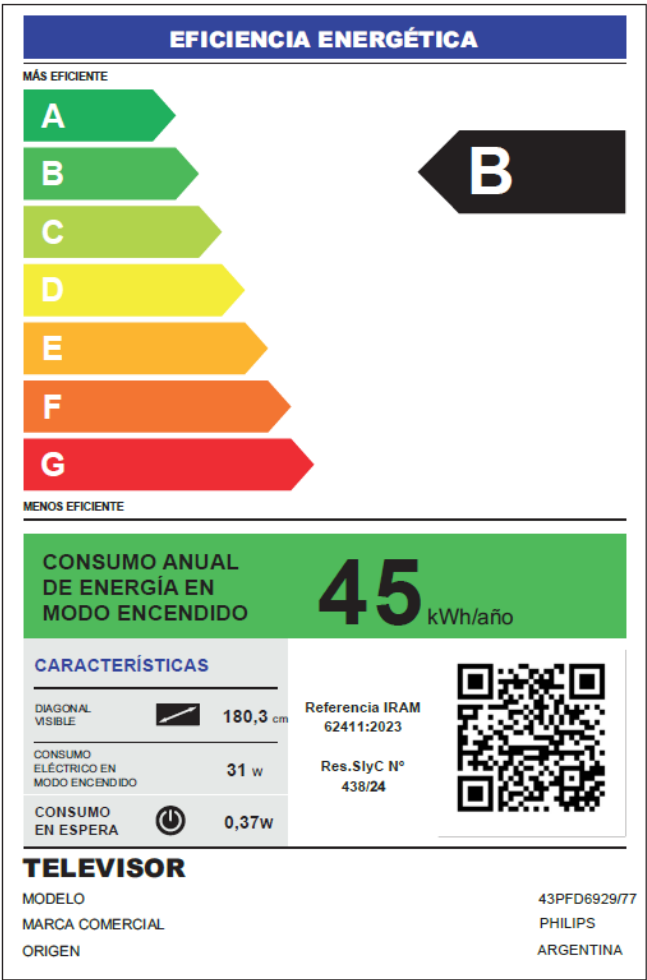 EFICIENCIA ENERGÉTICA
MÁS EFICIENTE
A
B
B
C
D
E
F
G
MENOS EFICIENTE
CONSUMO ANUAL
DE ENERGÍA EN
MODO ENCENDIDO
45 kWh/año
CARACTERÍSTICAS
DIAGONAL
VISIBLE
180,3 cm
CONSUMO
ELÉCTRICO EN
MODO ENCENDIDO
31 w
CONSUMO
EN ESPERA
0,37w
Referencia IRAM
62411:2023
Res.SIyC Nº
438/24
TELEVISOR
MODELO 43PFD6929/77
MARCA COMERCIAL PHILIPS
ORIGEN ARGENTINA